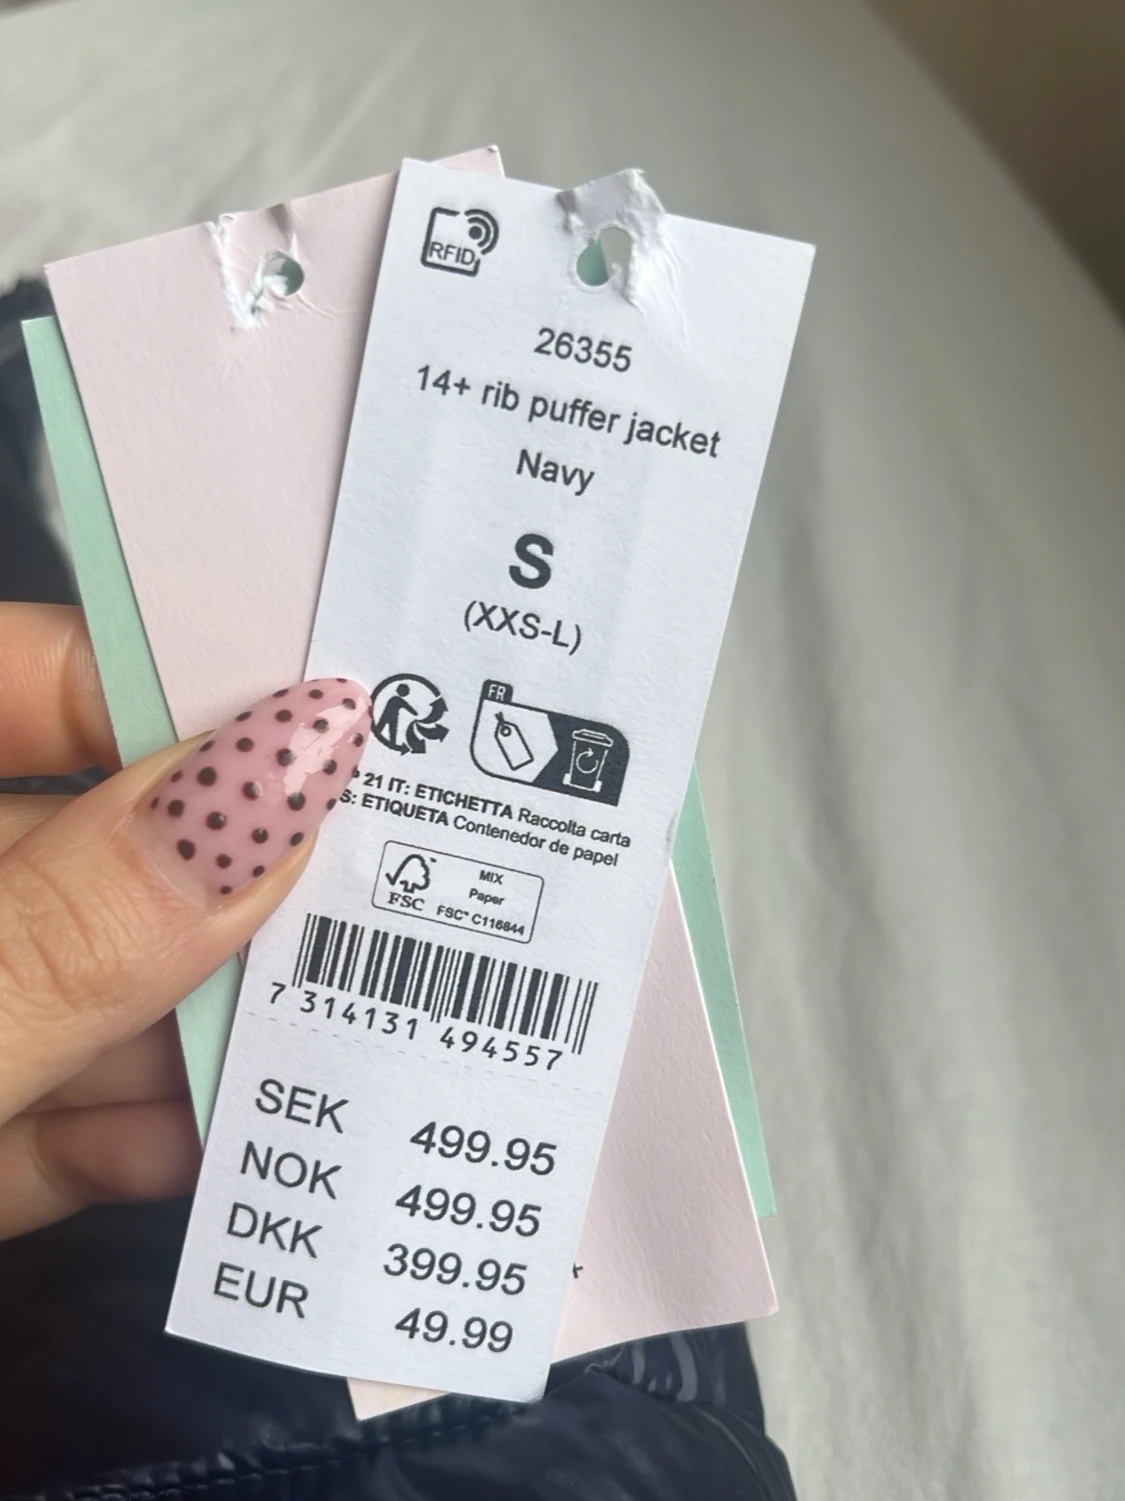 RFID
26355
14+ rib puffer jacket
Navy
S
(XXS-L)
FR
21 IT: ETICHETTA Raccolta carta
S: ETIQUETA Contenedor de papel
FSC
MIX
Paper
FSC® C116844
7 314131 494557
SEK 499.95
NOK 499.95
DKK 399.95
EUR 49.99